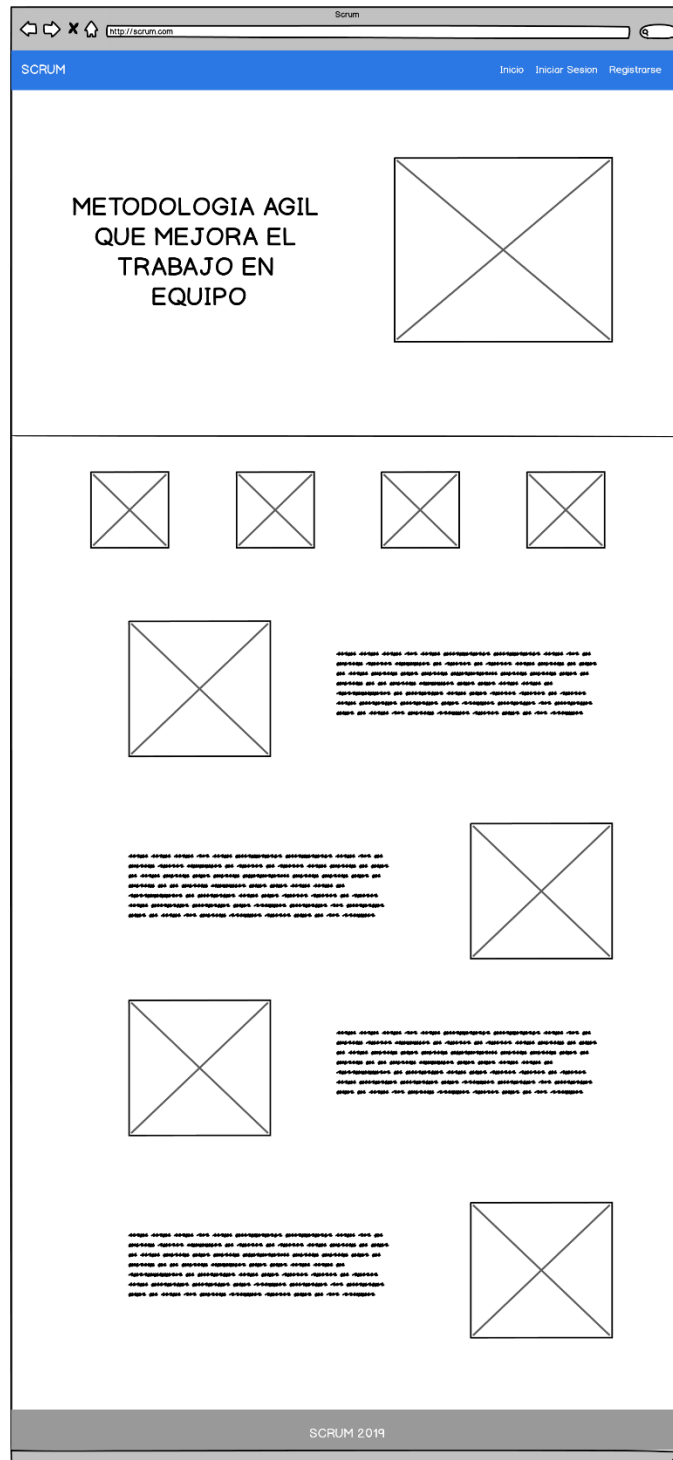 Scrum
http://scrum.com
SCRUM
Inicio Iniciar Sesion Registrarse
METODOLOGIA AGIL
QUE MEJORA EL
TRABAJO EN
EQUIPO
SCRUM 2019